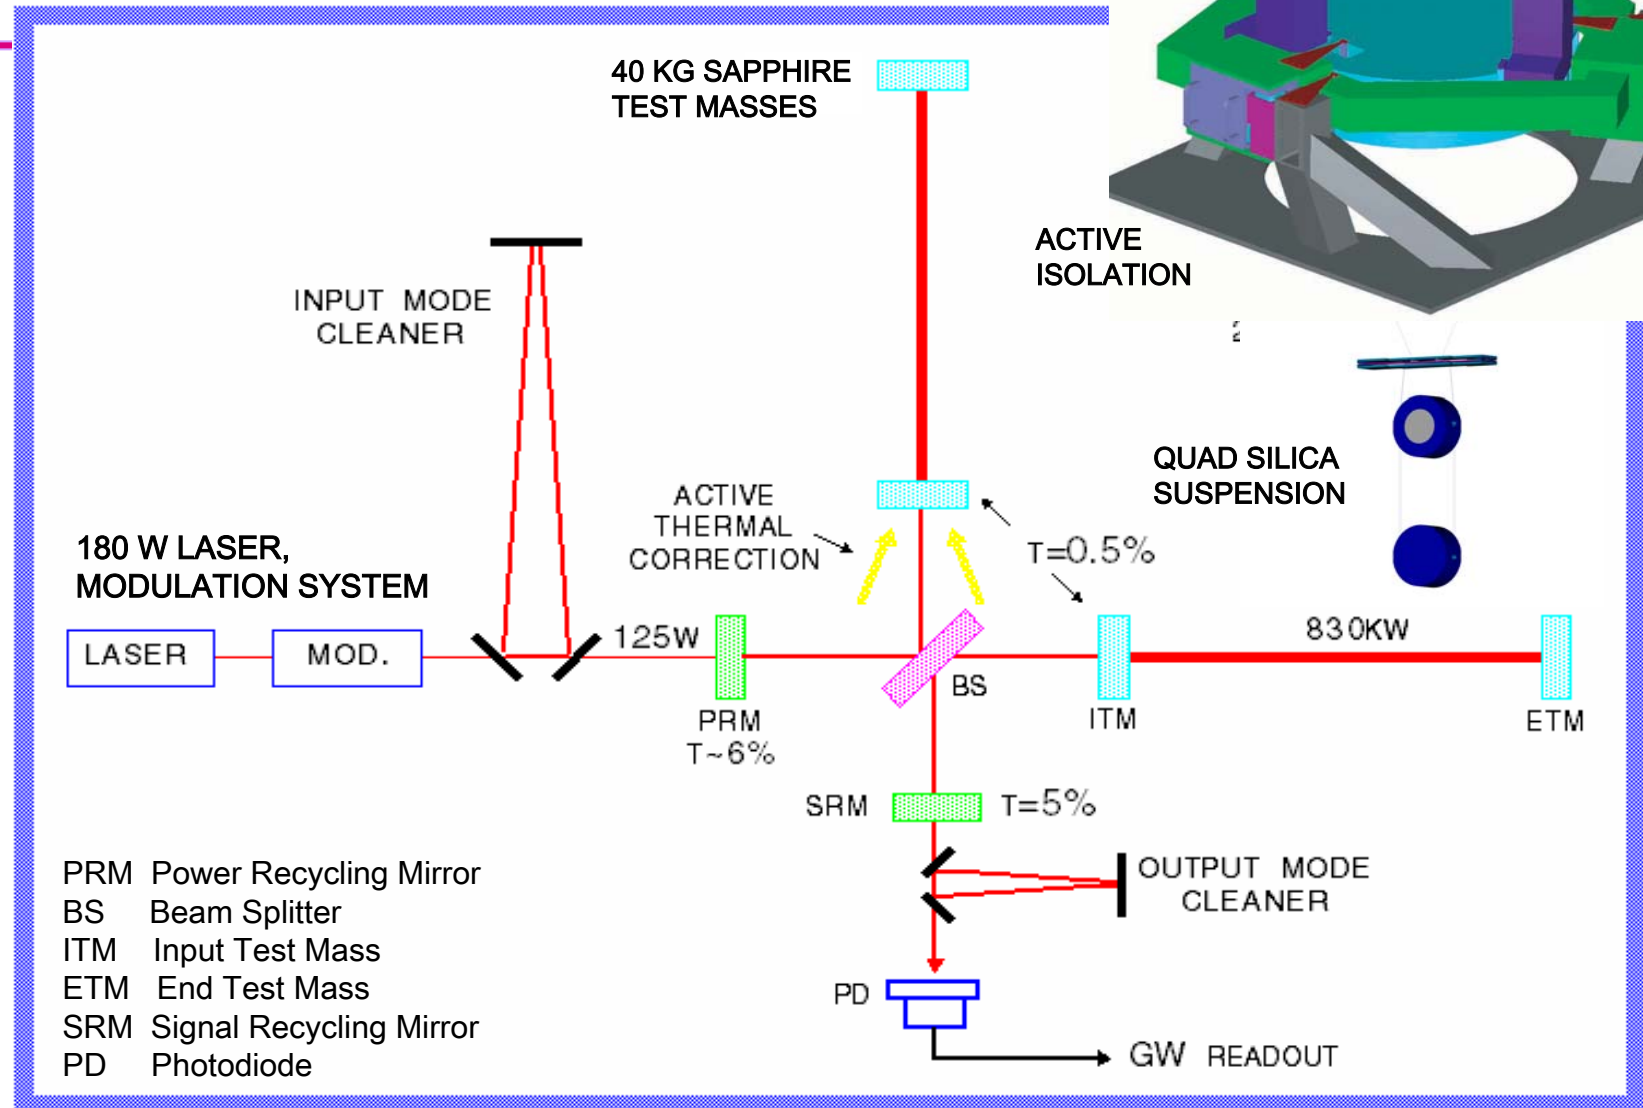 40 KG SAPPHIRE
TEST MASSES
ACTIVE
ISOLATION
INPUT MODE
CLEANER
QUAD SILICA
SUSPENSION
ACTIVE
THERMAL
CORRECTION
T=0.5%
180 W LASER,
MODULATION SYSTEM
LASER
MOD.
125W
830KW
BS
PRM
T~6%
ITM
ETM
SRM
T=5%
OUTPUT MODE
CLEANER
PD
GW READOUT
PRM Power Recycling Mirror
BS Beam Splitter
ITM Input Test Mass
ETM End Test Mass
SRM Signal Recycling Mirror
PD Photodiode